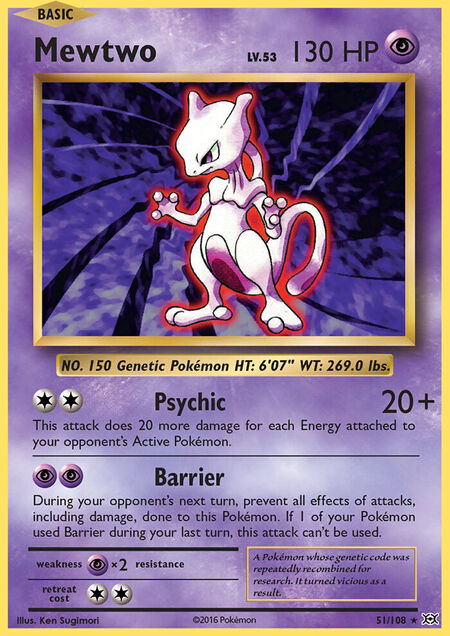 BASIC
Mewtwo LV.53 130 HP
NO. 150 Genetic Pokémon HT: 6'07" WT: 269.0 lbs.
Psychic 20+
This attack does 20 more damage for each Energy attached to
your opponent's Active Pokémon.
Barrier
During your opponent's next turn, prevent all effects of attacks,
including damage, done to this Pokémon. If 1 of your Pokémon
used Barrier during your last turn, this attack can't be used.
weakness ×2 resistance
retreat
cost
A Pokémon whose genetic code was
repeatedly recombined for
research. It turned vicious as a
result.
Illus. Ken Sugimori ©2016 Pokémon 51/108 ★